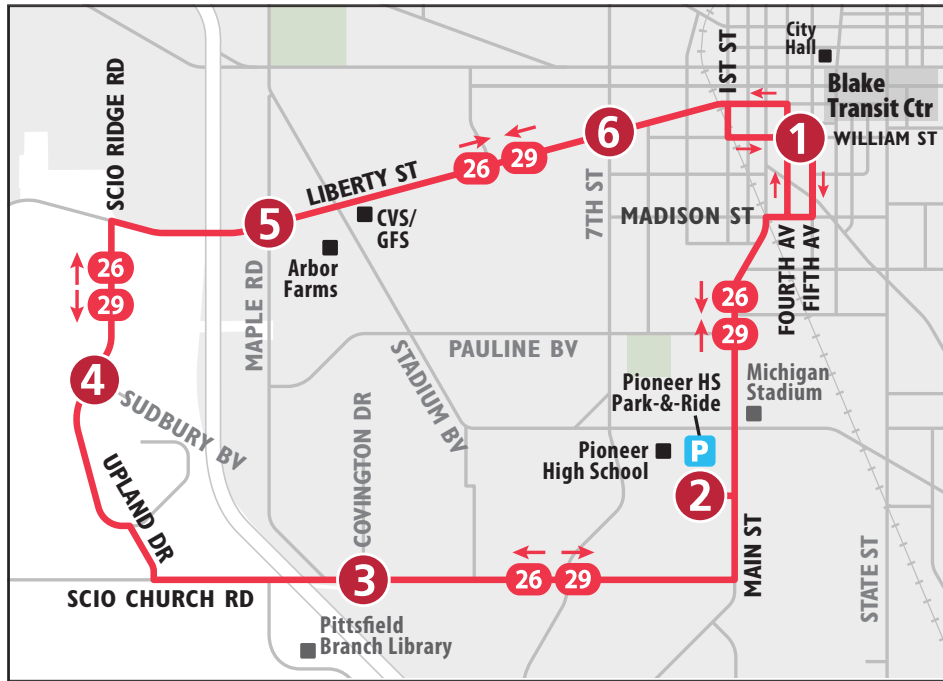 City
Hall
1ST ST
Blake
Transit Ctr
SCIO RIDGE RD
6
1
WILLIAM ST
26
29
LIBERTY ST
7TH ST
MADISON ST
5
CVS/
GFS
Arbor
Farms
FOURTH AV
FIFTH AV
26
29
MAPLE RD
26
29
PAULINE BV
STADIUM BV
4
SUDBURY BV
Pioneer HS
Park-&-Ride
Michigan
Stadium
COVINGTON DR
Pioneer
High School
P
2
UPLAND DR
MAIN ST
STATE ST
3
26
29
SCIO CHURCH RD
Pittsfield
Branch Library